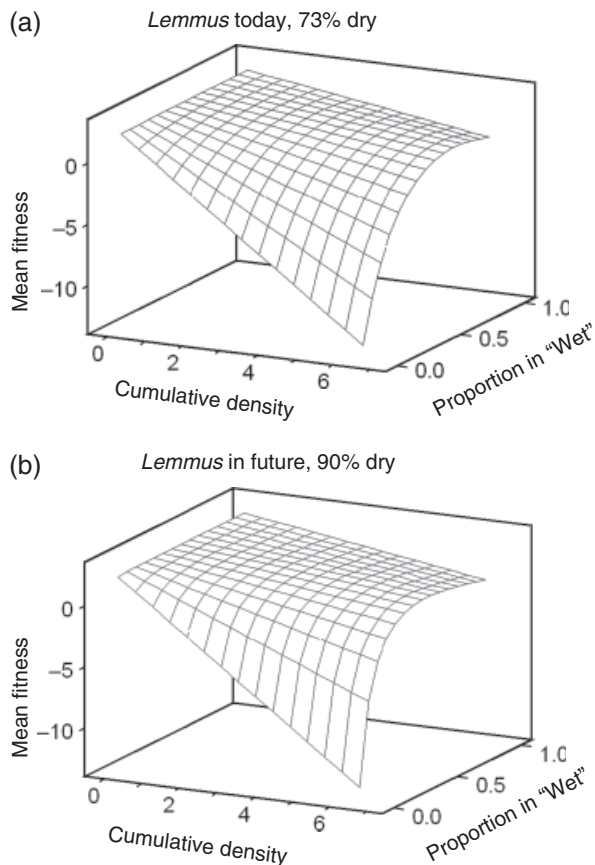 (a)
Lemmus today, 73% dry
Mean fitness
0
–5
–10
0
2
4
6
Cumulative density
0.0
0.5
1.0
Proportion in “Wet”
(b)
Lemmus in future, 90% dry
Mean fitness
0
–5
–10
0
2
4
6
Cumulative density
0.0
0.5
1.0
Proportion in “Wet”